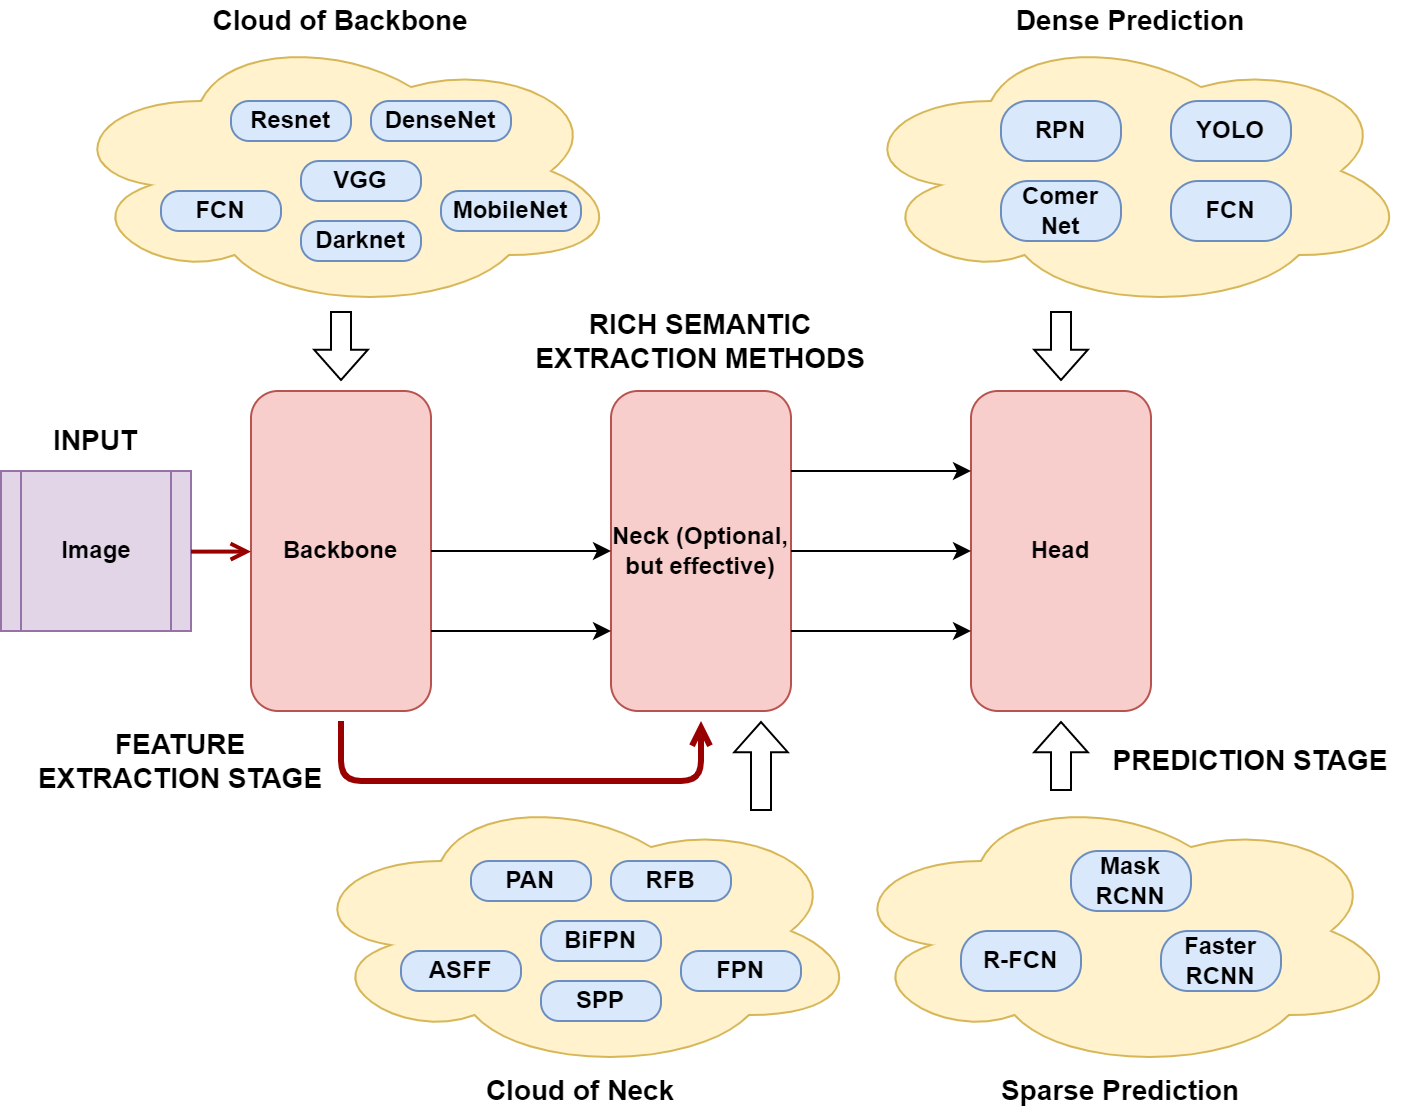 Cloud of Backbone
Dense Prediction
Resnet
DenseNet
VGG
FCN
MobileNet
Darknet
RPN
YOLO
Comer
Net
FCN
RICH SEMANTIC
EXTRACTION METHODS
INPUT
Image
Backbone
Neck (Optional,
but effective)
Head
FEATURE
EXTRACTION STAGE
PREDICTION STAGE
PAN
RFB
BiFPN
ASFF
FPN
SPP
Mask
RCNN
R-FCN
Faster
RCNN
Cloud of Neck
Sparse Prediction